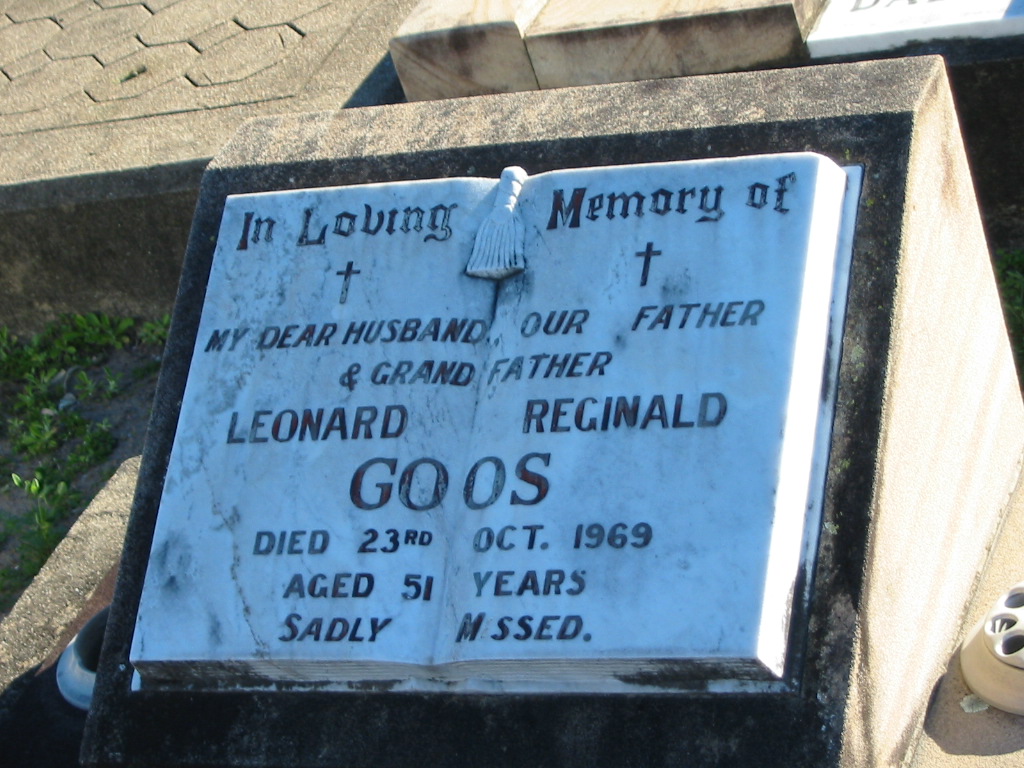 In Loving Memory of
MY DEAR HUSBAND, OUR FATHER
& GRAND FATHER
LEONARD REGINALD
GOOS
DIED 23RD OCT. 1969
AGED 51 YEARS
SADLY M SSED.